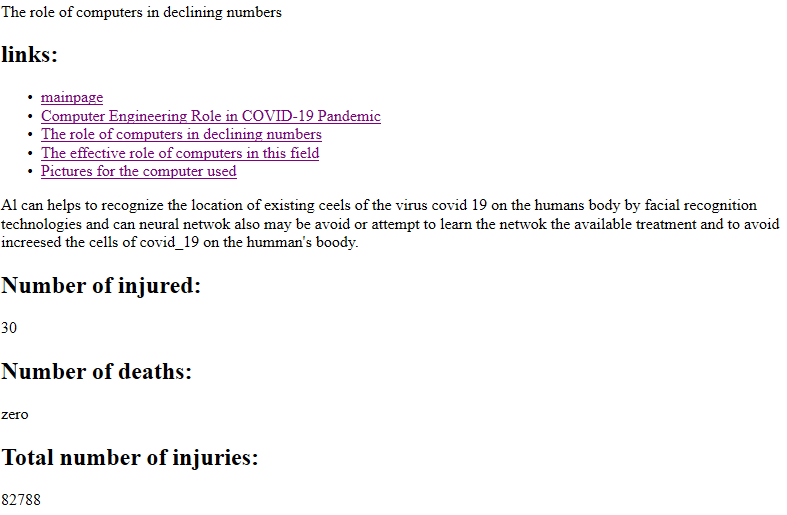 The role of computers in declining numbers
links:
mainpage
Computer Engineering Role in COVID-19 Pandemic
The role of computers in declining numbers
The effective role of computers in this field
Pictures for the computer used
Al can helps to recognize the location of existing ceels of the virus covid 19 on the humans body by facial recognition
technologies and can neural netwok also may be avoid or attempt to learn the netwok the available treatment and to avoid
increesed the cells of covid_19 on the humman's boody.
Number of injured:
30
Number of deaths:
zero
Total number of injuries:
82788